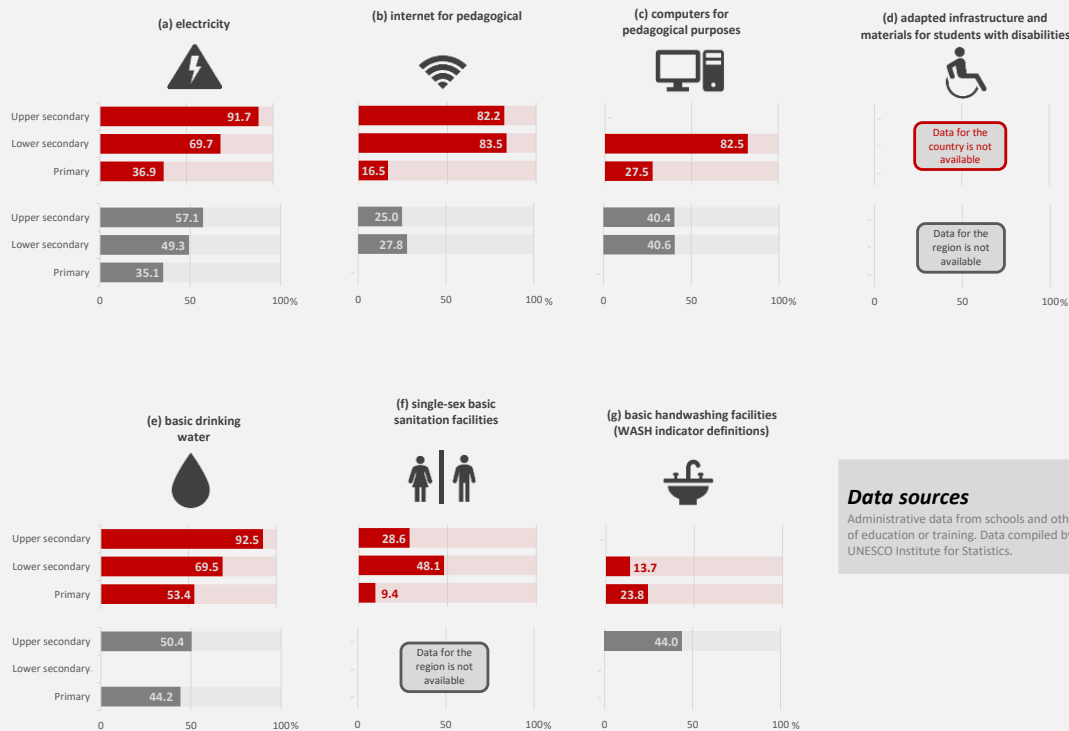 (a) electricity
(b) internet for pedagogical
(c) computers for
pedagogical purposes
(d) adapted infrastructure and
materials for students with disabilities
Upper secondary
91.7
Lower secondary
69.7
Primary
36.9
82.2
83.5
16.5
82.5
27.5
Data for the
country is not
available
Upper secondary
57.1
Lower secondary
49.3
Primary
35.1
25.0
27.8
40.4
40.6
Data for the
region is not
available
0 50 100%
0 50 100 %
0 50 100 %
0 50 100 %
(e) basic drinking
water
(f) single-sex basic
sanitation facilities
(g) basic handwashing facilities
(WASH indicator definitions)
Upper secondary
92.5
Lower secondary
69.5
Primary
53.4
28.6
48.1
9.4
13.7
23.8
Data sources
Administrative data from schools and
of education or training. Data compiled
UNESCO Institute for Statistics.
Upper secondary
50.4
Lower secondary
Primary
44.2
Data for the
region is not
available
44.0
0 50 100%
0 50 100 %
0 50 100 %